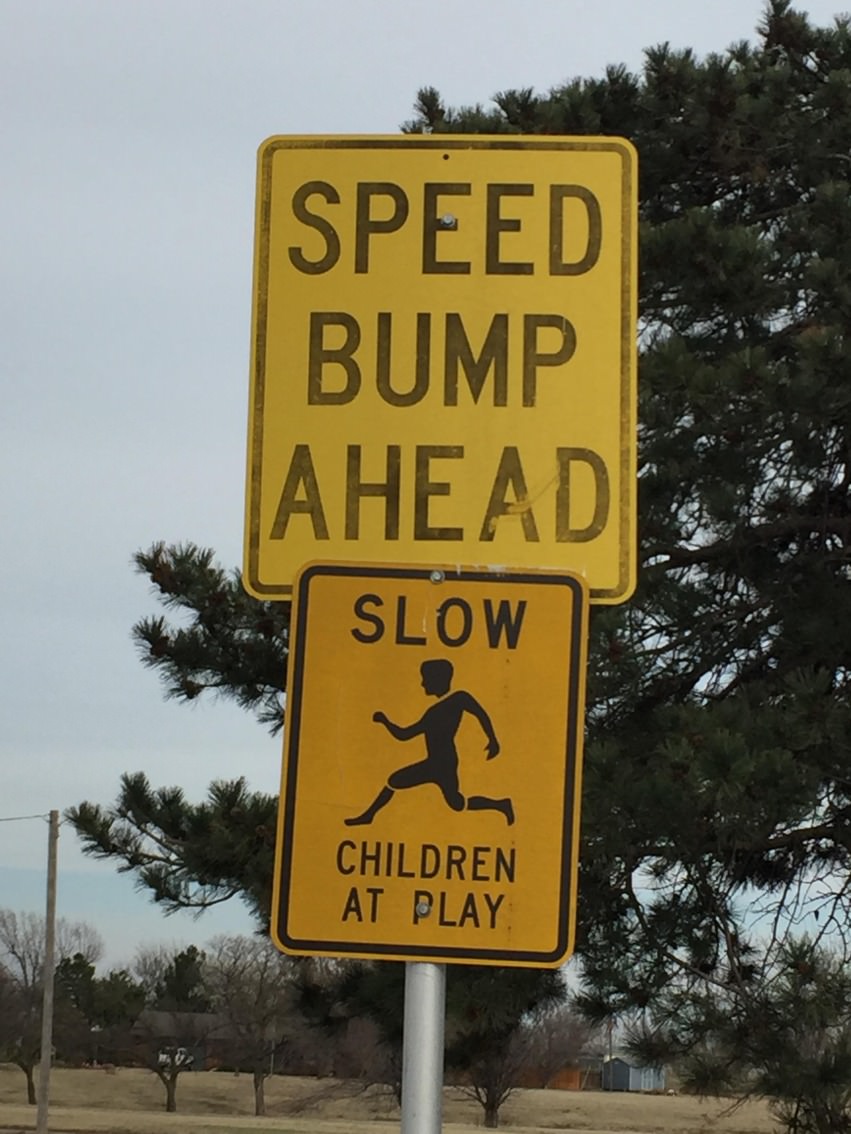 SPEED
BUMP
AHEAD
SLOW
CHILDREN
AT PLAY